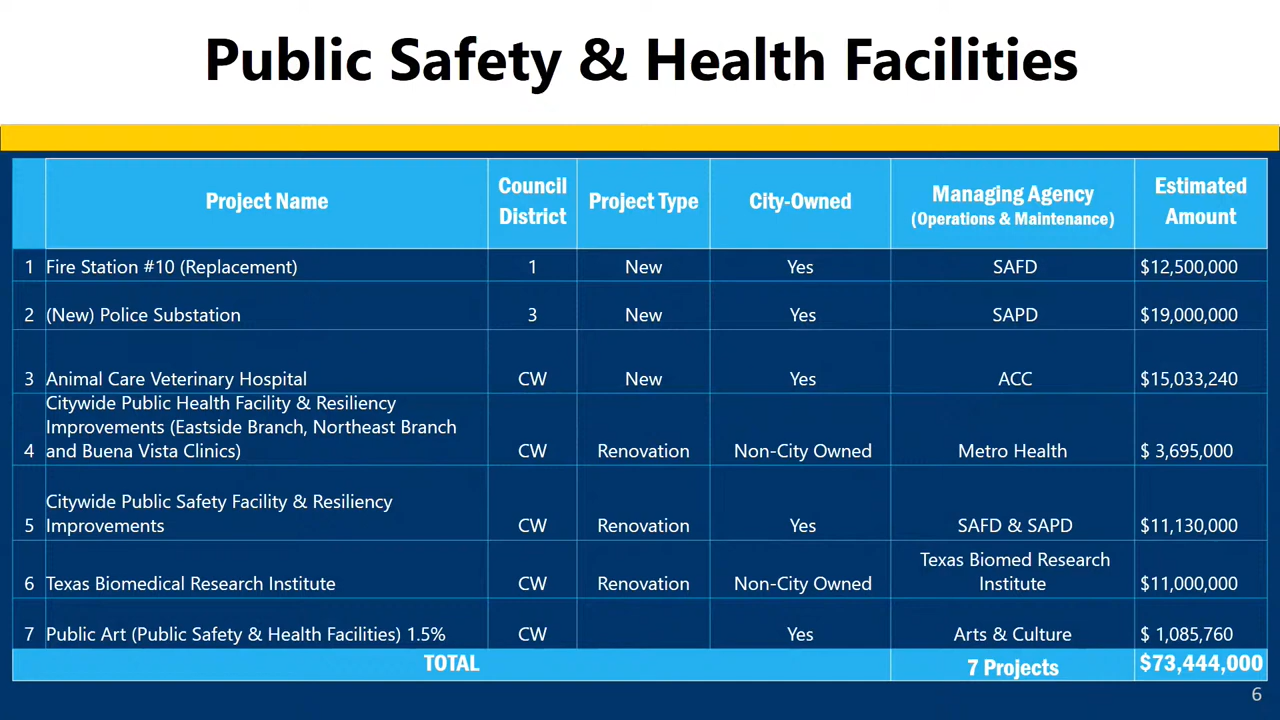 Public Safety & Health Facilities
Project Name
Council
District
Project Type
City-Owned
Managing Agency
(Operations & Maintenance)
Estimated
Amount
1 Fire Station #10 (Replacement) 1 New Yes SAFD $12,500,000
2 (New) Police Substation 3 New Yes SAPD $19,000,000
3 Animal Care Veterinary Hospital CW New Yes ACC $15,033,240
Citywide Public Health Facility & Resiliency
Improvements (Eastside Branch, Northeast Branch
4 and Buena Vista Clinics) CW Renovation Non-City Owned Metro Health $ 3,695,000
Citywide Public Safety Facility & Resiliency
5 Improvements CW Renovation Yes SAFD & SAPD $11,130,000
Texas Biomed Research
6 Texas Biomedical Research Institute CW Renovation Non-City Owned Institute $11,000,000
7 Public Art (Public Safety & Health Facilities) 1.5% CW Yes Arts & Culture $ 1,085,760
TOTAL 7 Projects $73,444,000
6